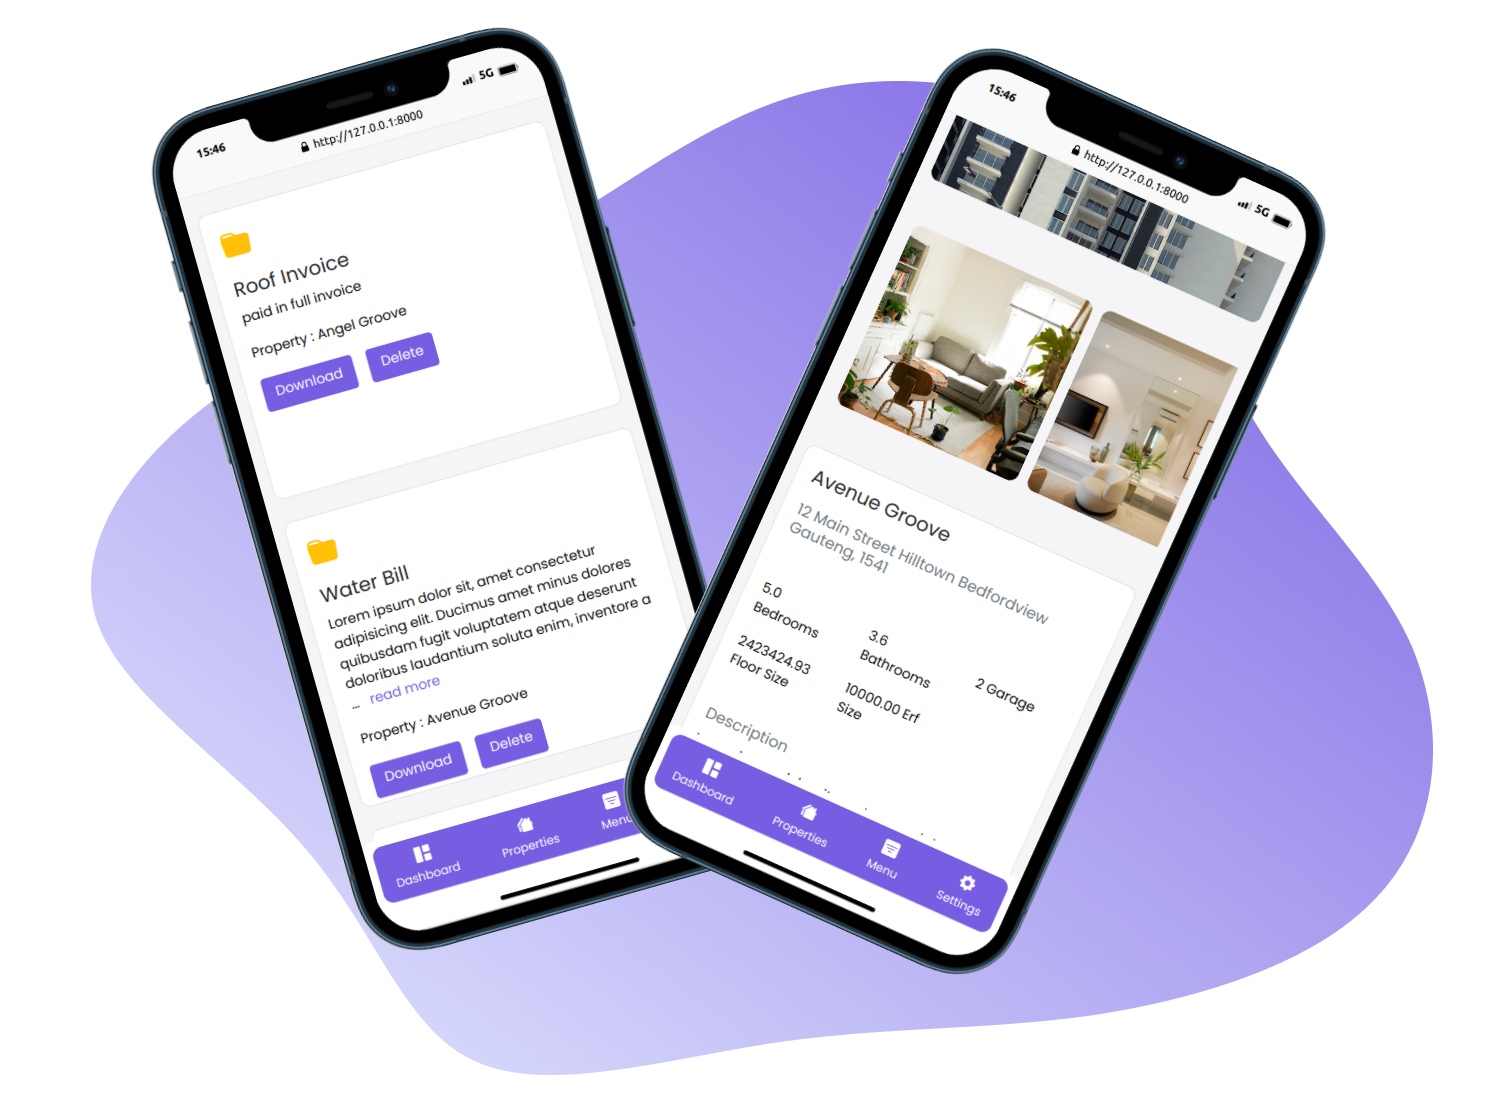 15:46
5G
http://127.0.0.1:8000
Roof Invoice
paid in full invoice
Property : Angel Groove
Download
Delete
Water Bill
Lorem ipsum dolor sit, amet consectetur
adipisicing elit. Ducimus amet minus dolores
quibusdam fugit voluptatem atque deserunt
doloribus laudantium soluta enim, inventore a
... read more
Property : Avenue Groove
Download
Delete
Dashboard
Properties
Menu
15:46
http://127.0.0.1:8000
5G
Avenue Groove
12 Main Street Hilltown Bedfordview
Gauteng, 1541
5.0
Bedrooms
3.6
Bathrooms
2 Garage
2423424.93
Floor Size
10000.00 Erf
Size
Description
Dashboard
Properties
Menu
Settings